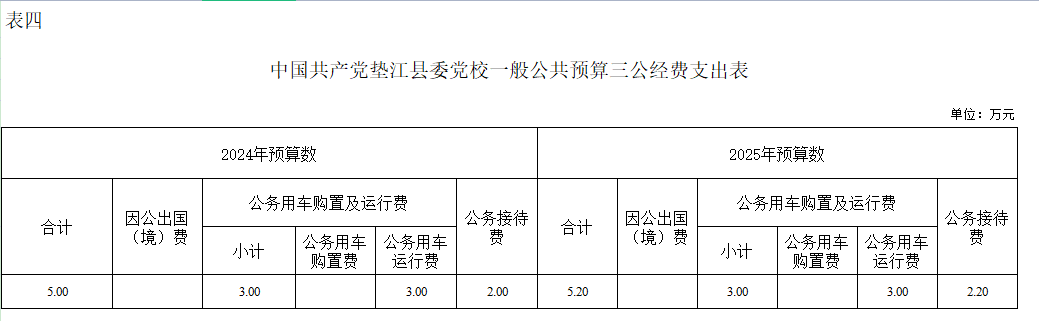 表四
中国共产党垫江县委党校一般公共预算三公经费支出表
单位：万元
2024年预算数 2025年预算数
合计 因公出国（境）费 公务用车购置及运行费 公务接待费 合计 因公出国（境）费 公务用车购置及运行费 公务接待费
小计 公务用车购置费 公务用车运行费 小计 公务用车购置费 公务用车运行费
5.00 3.00 3.00 2.00 5.20 3.00 3.00 2.20